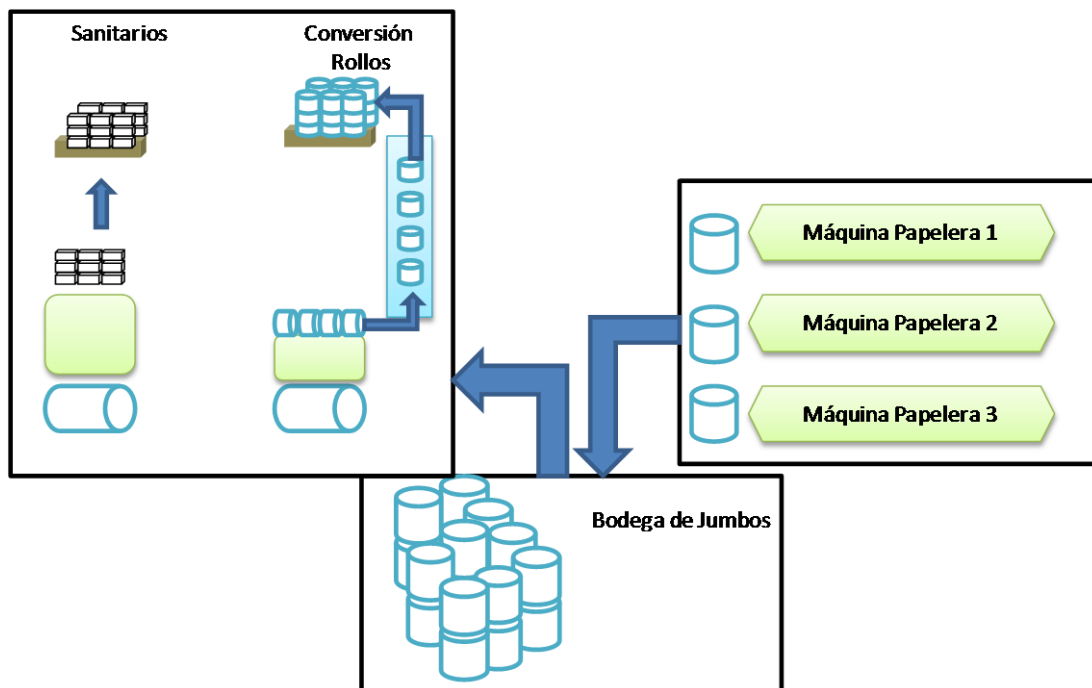 Sanitarios
Conversión
Rollos
Máquina Papelera 1
Máquina Papelera 2
Máquina Papelera 3
Bodega de Jumbos